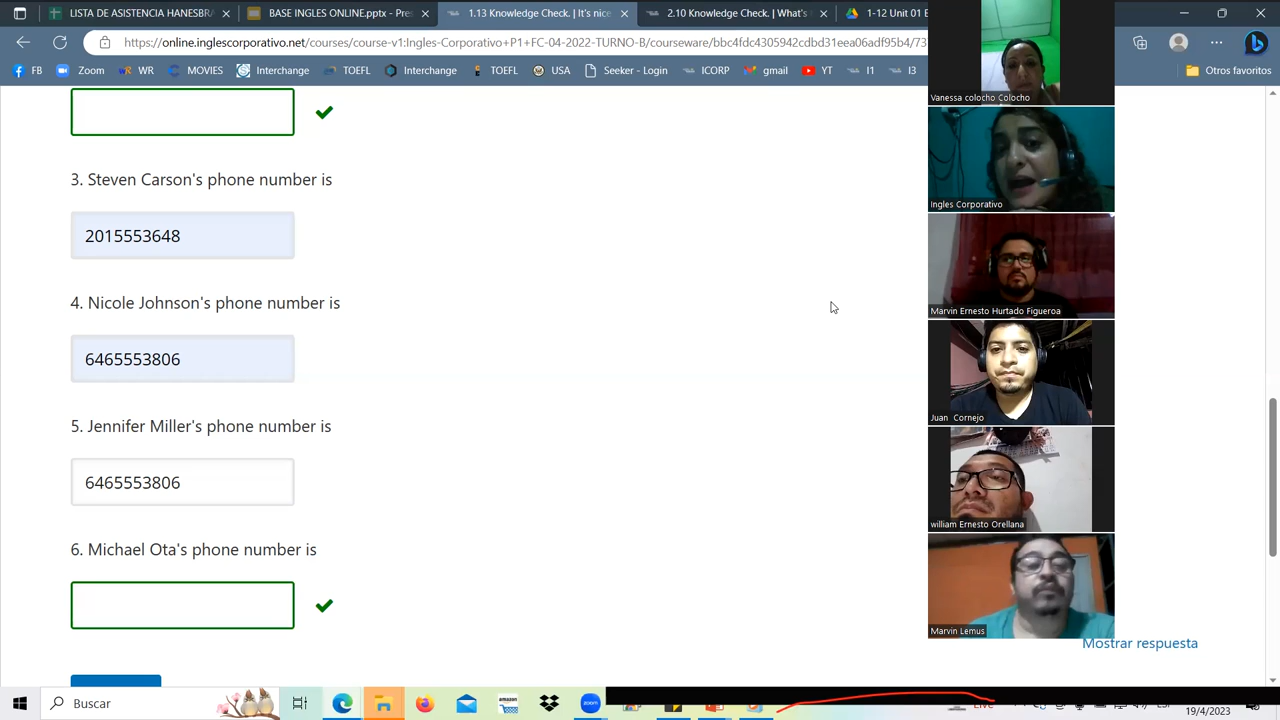 LISTA DE ASISTENCIA HANESBRA
BASE INGLES ONLINE.pptx - Pres
1.13 Knowledge Check. | It's nice
2.10 Knowledge Check. | What's
1-12 Unit 01 E
https://online.inglescorporativo.net/courses/course-v1:Ingles-Corporativo+P1+FC-04-2022-TURNO-B/courseware/bbc4fdc4305942cdbd31eea06adf95b4/73
FB
Zoom
WR
MOVIES
Interchange
TOEFL
Interchange
TOEFL
USA
Seeker - Login
ICORP
gmail
YT
I1
I3
Otros favoritos
3. Steven Carson's phone number is
2015553648
4. Nicole Johnson's phone number is
6465553806
5. Jennifer Miller's phone number is
6465553806
6. Michael Ota's phone number is
Mostrar respuesta
Vanessa colocho Colocho
Ingles Corporativo
Marvin Ernesto Hurtado Figueroa
Juan Cornejo
william Ernesto Orellana
Marvin Lemus
Buscar
amazon
zoom
19/4/2023